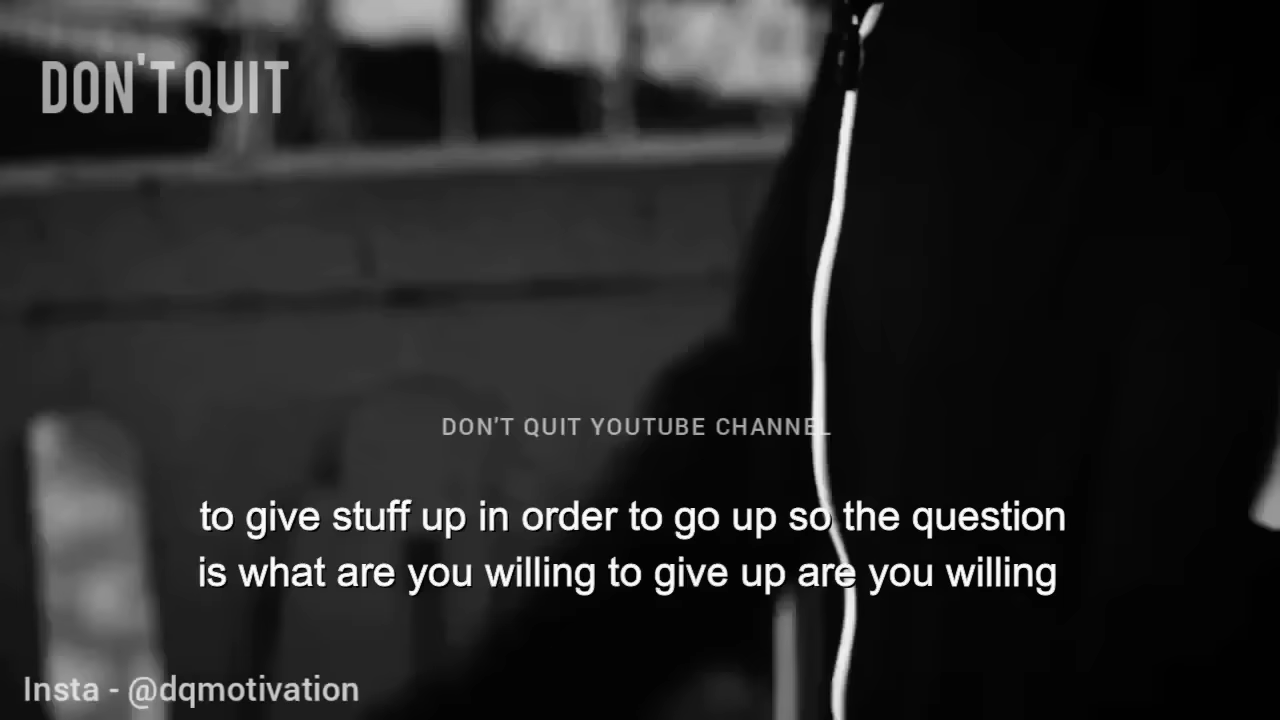 DON'T QUIT
DON'T QUIT YOUTUBE CHANNEL
to give stuff up in order to go up so the question
is what are you willing to give up are you willing
Insta - @dqmotivation